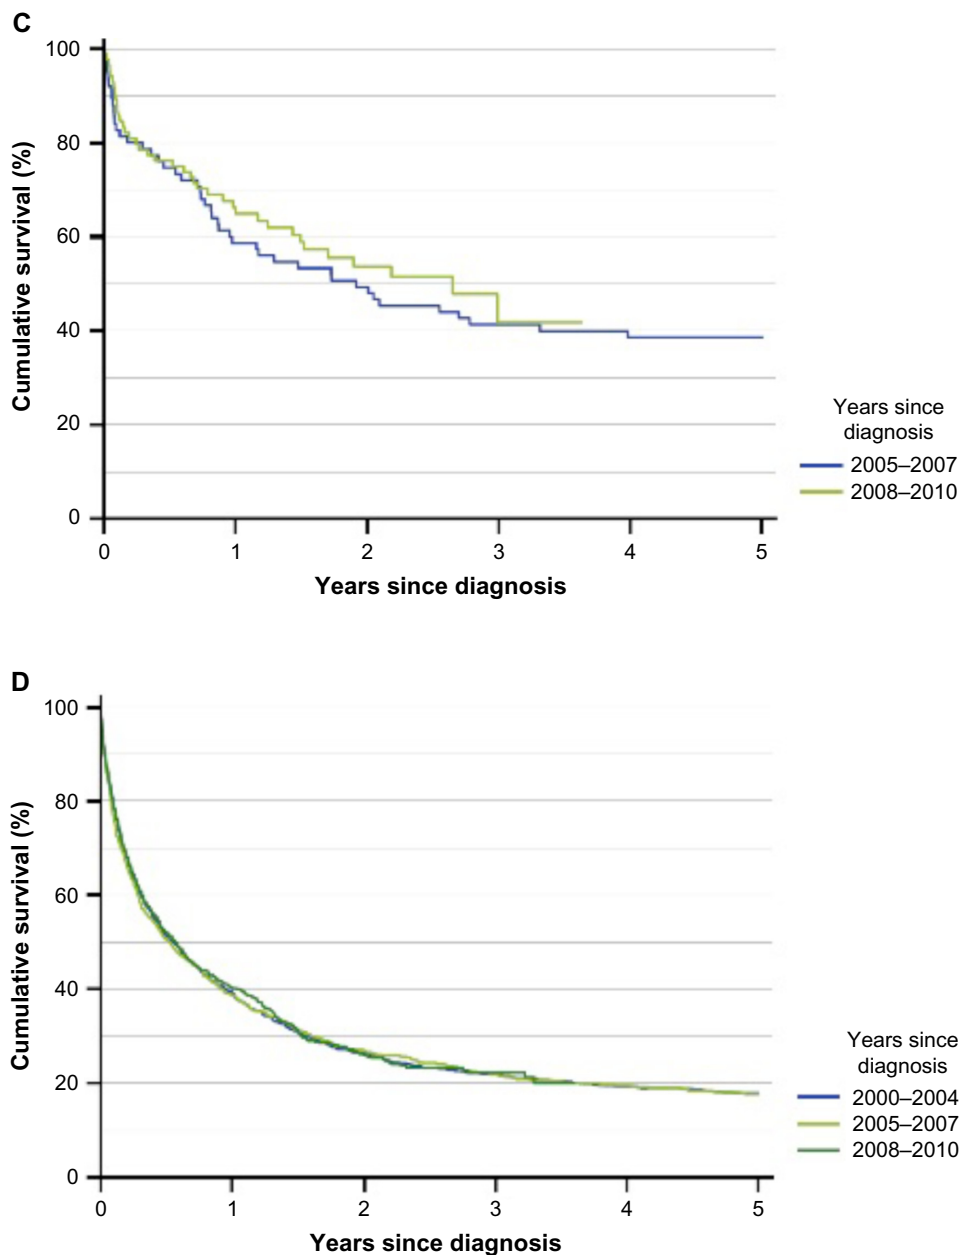 C
100
80
60
40
20
0
Cumulative survival (%)
0 1 2 3 4 5
Years since diagnosis
Years since
diagnosis
2005–2007
2008–2010
D
100
80
60
40
20
0
Cumulative survival (%)
0 1 2 3 4 5
Years since diagnosis
Years since
diagnosis
2000–2004
2005–2007
2008–2010